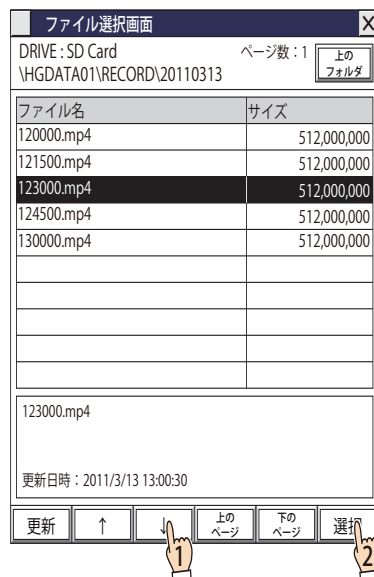 ファイル選択画面 X
DRIVE : SD Card ページ数：1 上の
\HGDATA01\RECORD\20110313 フォルダ
ファイル名 サイズ
120000.mp4 512,000,000
121500.mp4 512,000,000
123000.mp4 512,000,000
124500.mp4 512,000,000
130000.mp4 512,000,000
123000.mp4
更新日時：2011/3/13 13:00:30
更新 ↑ ↓ 上の ページ 下の ページ 選択
1 2